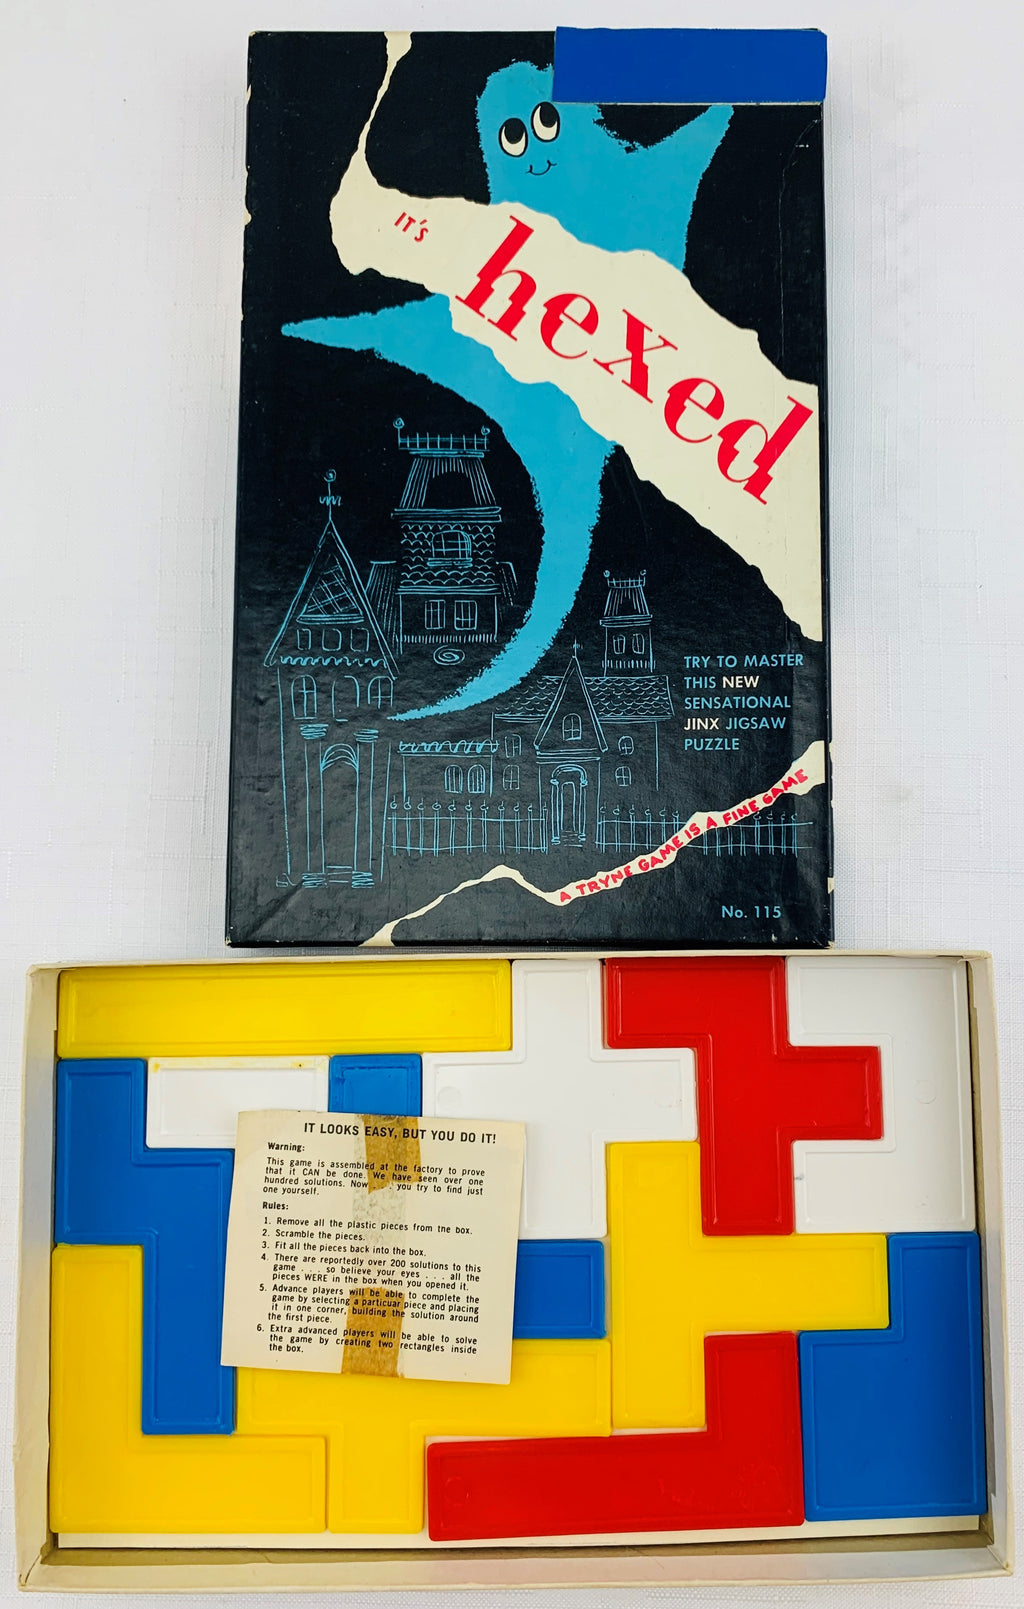 IT'S
hexed
TRY TO MASTER
THIS NEW
SENSATIONAL
JINX JIGSAW
PUZZLE
A TRYNE GAME IS A FINE GAME
No. 115
IT LOOKS EASY, BUT YOU DO IT!
Warning:
This game is assembled at the factory to prove
that it CAN be done. We have seen over one
hundred solutions. Now . . . you try to find just
one yourself.
Rules:
1. Remove all the plastic pieces from the box.
2. Scramble the pieces.
3. Fit all the pieces back into the box.
4. There are reportedly over 200 solutions to this
game . . . so believe your eyes . . . all the
pieces WERE in the box when you opened it.
5. Advance players will be able to complete the
game by selecting a particuar piece and placing
it in one corner, building the solution around
the first piece.
6. Extra advanced players will be able to solve
the game by creating two rectangles inside
the box.